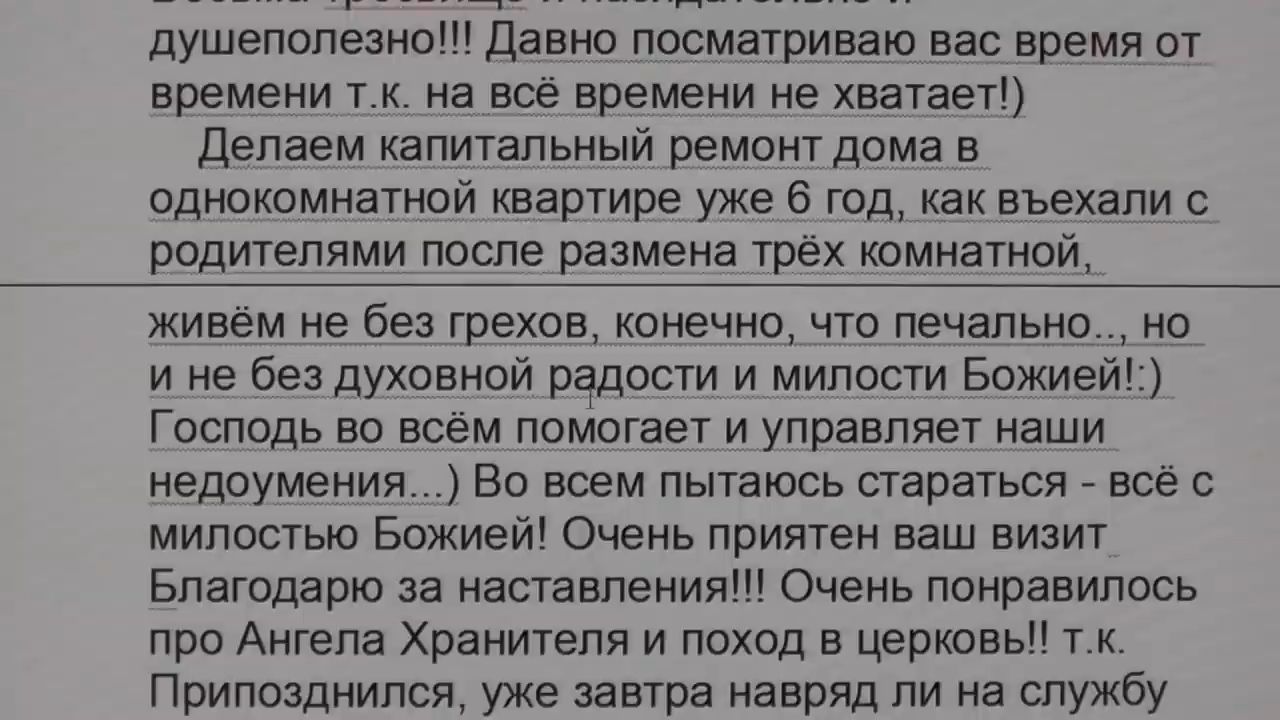 душеполезно!!! Давно посматриваю вас время от
времени т.к. на всё времени не хватает!)
Делаем капитальный ремонт дома в
однокомнатной квартире уже 6 год, как въехали с
родителями после размена трёх комнатной,
живём не без грехов, конечно, что печально.., но
и не без духовной радости и милости Божией!:)
Господь во всём помогает и управляет наши
недоумения...) Во всем пытаюсь стараться - всё с
милостью Божией! Очень приятен ваш визит
Благодарю за наставления!!! Очень понравилось
про Ангела Хранителя и поход в церковь!! т.к.
Припозднился, уже завтра навряд ли на службу